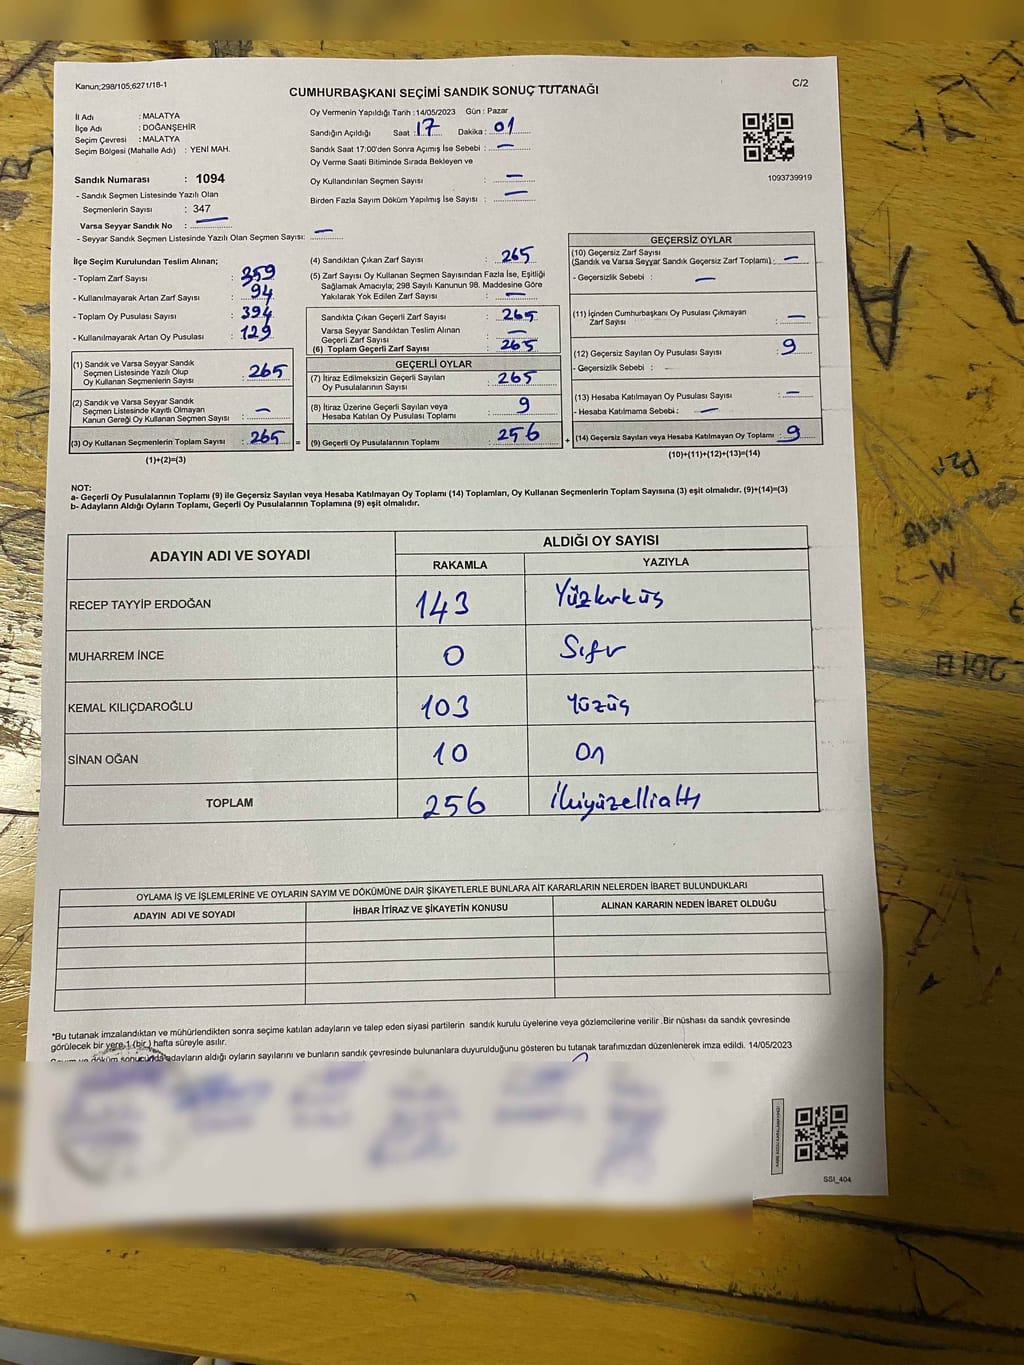 Kanun;298/105;6271/18-1
C/2
CUMHURBAŞKANI SEÇİMİ SANDIK SONUÇ TUTANAĞI
İl Adı : MALATYA
İlçe Adı : DOĞANŞEHİR
Seçim Çevresi : MALATYA
Seçim Bölgesi (Mahalle Adı) : YENİ MAH.
Sandık Numarası : 1094
- Sandık Seçmen Listesinde Yazılı Olan
Seçmenlerin Sayısı : 347
Varsa Seyyar Sandık No : —
- Seyyar Sandık Seçmen Listesinde Yazılı Olan Seçmen Sayısı: —
Oy Vermenin Yapıldığı Tarih :14/05/2023 Gün : Pazar
Sandığın Açıldığı Saat : 17 Dakika : 01
Sandık Saat 17:00'den Sonra Açımış İse Sebebi : —
Oy Verme Saati Bitiminde Sırada Bekleyen ve
Oy Kullandırılan Seçmen Sayısı : —
Birden Fazla Sayım Döküm Yapılmış İse Sayısı : —
1093739919
İlçe Seçim Kurulundan Teslim Alınan;
- Toplam Zarf Sayısı : 359
- Kullanılmayarak Artan Zarf Sayısı : 94
- Toplam Oy Pusulası Sayısı : 394
- Kullanılmayarak Artan Oy Pusulası : 129
(1) Sandık ve Varsa Seyyar Sandık
Seçmen Listesinde Yazılı Olup
Oy Kullanan Seçmenlerin Sayısı : 265
(2) Sandık ve Varsa Seyyar Sandık
Seçmen Listesinde Kayıtlı Olmayan
Kanun Gereği Oy Kullanan Seçmen Sayısı : —
(3) Oy Kullanan Seçmenlerin Toplam Sayısı : 265 =
(1)+(2)=(3)
(4) Sandıktan Çıkan Zarf Sayısı : 265
(5) Zarf Sayısı Oy Kullanan Seçmen Sayısından Fazla İse, Eşitliği
Sağlamak Amacıyla; 298 Sayılı Kanunun 98. Maddesine Göre
Yakılarak Yok Edilen Zarf Sayısı : —
Sandıkta Çıkan Geçerli Zarf Sayısı : 265
Varsa Seyyar Sandıktan Teslim Alınan
Geçerli Zarf Sayısı : —
(6) Toplam Geçerli Zarf Sayısı : 265
GEÇERLİ OYLAR
(7) İtiraz Edilmeksizin Geçerli Sayılan
Oy Pusulalarının Sayısı : 265
(8) İtiraz Üzerine Geçerli Sayılan veya
Hesaba Katılan Oy Pusulası Toplamı : 9
(9) Geçerli Oy Pusulalarının Toplamı : 256 +
GEÇERSİZ OYLAR
(10) Geçersiz Zarf Sayısı
(Sandık ve Varsa Seyyar Sandık Geçersiz Zarf Toplamı) : —
- Geçersizlik Sebebi : —
(11) İçinden Cumhurbaşkanı Oy Pusulası Çıkmayan
Zarf Sayısı : —
(12) Geçersiz Sayılan Oy Pusulası Sayısı : 9
- Geçersizlik Sebebi :
(13) Hesaba Katılmayan Oy Pusulası Sayısı : —
- Hesaba Katılmama Sebebi : —
(14) Geçersiz Sayılan veya Hesaba Katılmayan Oy Toplamı : 9
(10)+(11)+(12)+(13)=(14)
NOT:
a- Geçerli Oy Pusulalarının Toplamı (9) ile Geçersiz Sayılan veya Hesaba Katılmayan Oy Toplamı (14) Toplamları, Oy Kullanan Seçmenlerin Toplam Sayısına (3) eşit olmalıdır. (9)+(14)=(3)
b- Adayların Aldığı Oyların Toplamı, Geçerli Oy Pusulalarının Toplamına (9) eşit olmalıdır.
ADAYIN ADI VE SOYADI ALDIĞI OY SAYISI
RAKAMLA YAZIYLA
RECEP TAYYİP ERDOĞAN 143 Yüzkırküç
MUHARREM İNCE 0 Sıfır
KEMAL KILIÇDAROĞLU 103 Yüzüç
SİNAN OĞAN 10 On
TOPLAM 256 İkiyüzellialtı
OYLAMA İŞ VE İŞLEMLERİNE VE OYLARIN SAYIM VE DÖKÜMÜNE DAİR ŞİKAYETLERLE BUNLARA AİT KARARLARIN NELERDEN İBARET BULUNDUKLARI
ADAYIN ADI VE SOYADI İHBAR İTİRAZ VE ŞİKAYETİN KONUSU ALINAN KARARIN NEDEN İBARET OLDUĞU
*Bu tutanak imzalandıktan ve mühürlendikten sonra seçime katılan adayların ve talep eden siyasi partilerin sandık kurulu üyelerine veya gözlemcilerine verilir .Bir nüshası da sandık çevresinde
görülecek bir yere 1 (bir ) hafta süreyle asılır.
döküm sonucunda adayların aldığı oyların sayılarını ve bunların sandık çevresinde bulunanlara duyurulduğunu gösteren bu tutanak tarafımızdan düzenlenerek imza edildi. 14/05/2023
SSI_404